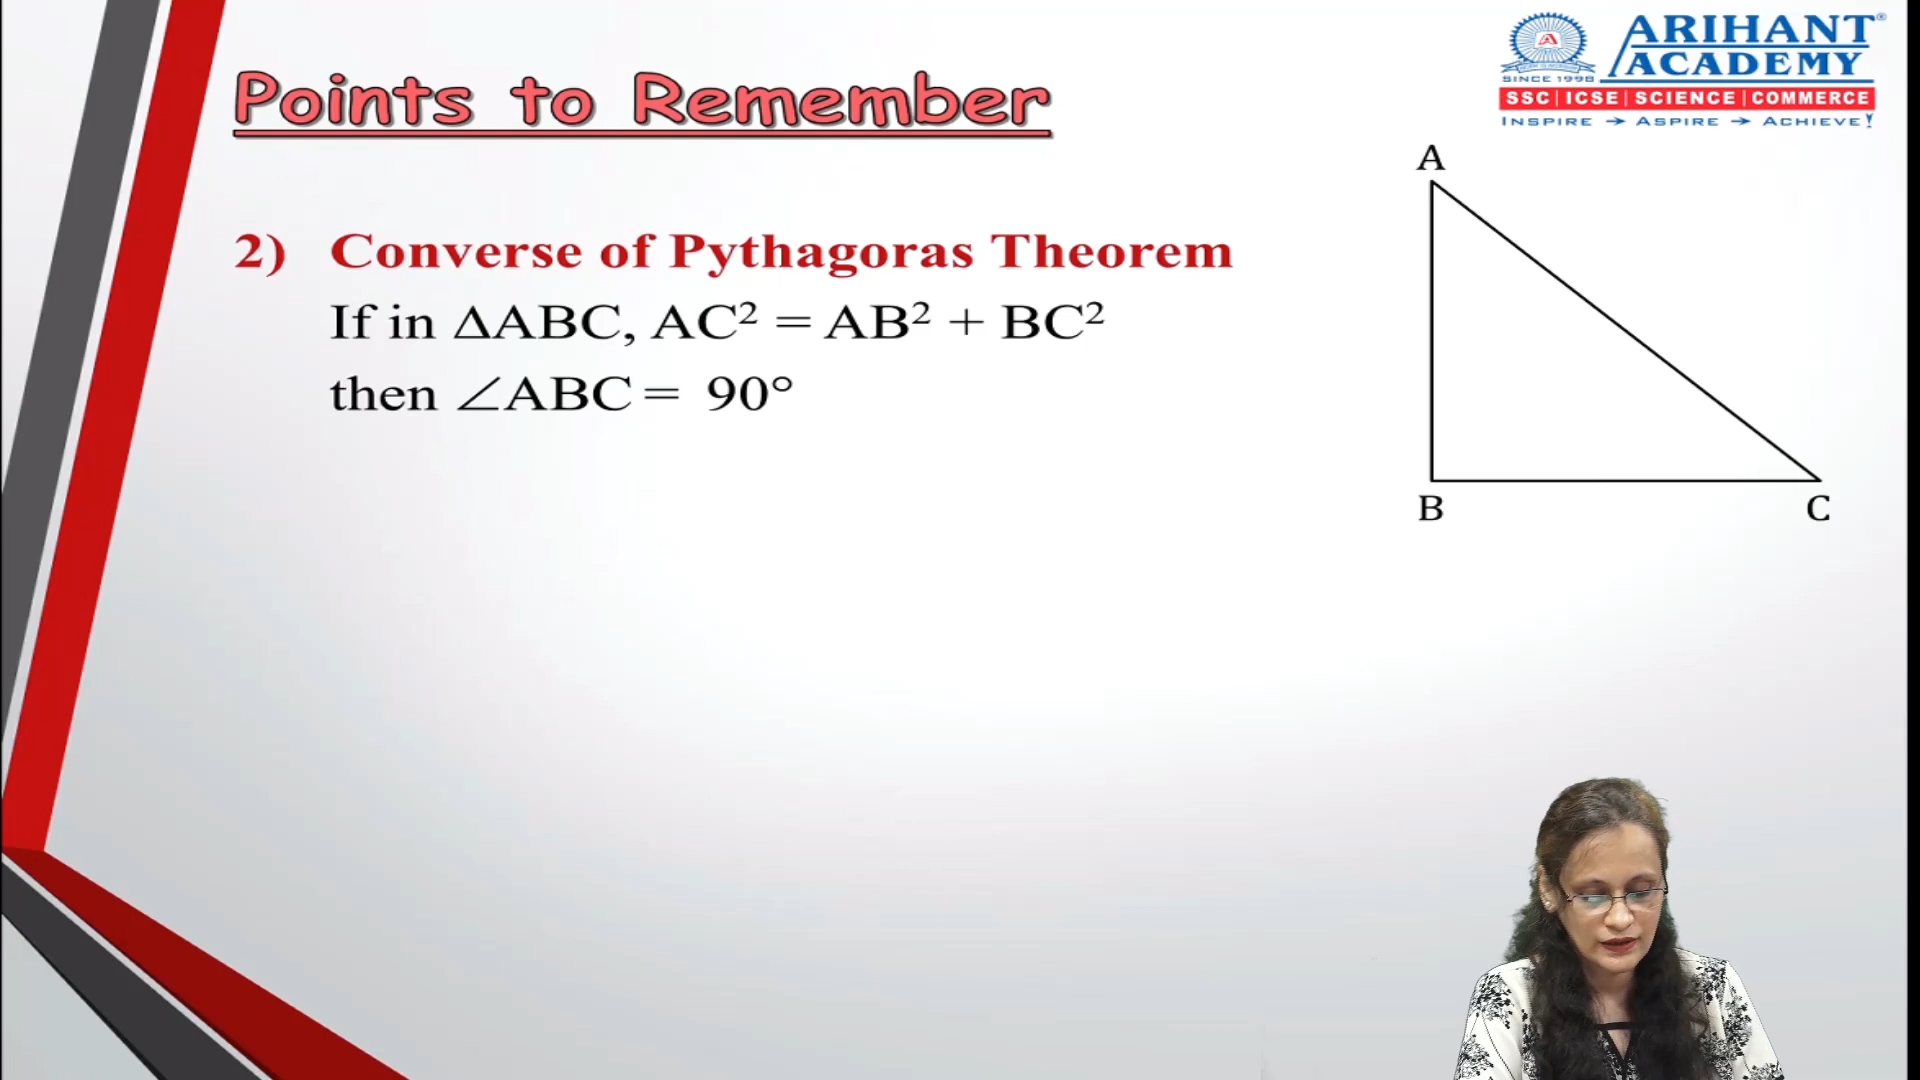 ARIHANT
ACADEMY
SINCE 1998
SSC | ICSE | SCIENCE | COMMERCE
INSPIRE → ASPIRE → ACHIEVE!
Points to Remember
2) Converse of Pythagoras Theorem
If in ΔABC, AC² = AB² + BC²
then ∠ABC = 90°
A
B
C